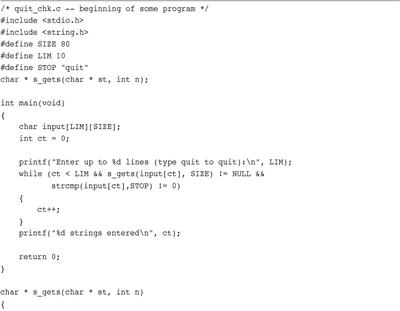 /* quit_chk.c -- beginning of some program */
#include <stdio.h>
#include <string.h>
#define SIZE 80
#define LIM 10
#define STOP "quit"
char * s_gets(char * st, int n);
int main(void)
{
char input[LIM][SIZE];
int ct = 0;
printf("Enter up to %d lines (type quit to quit):\n", LIM);
while (ct < LIM && s_gets(input[ct], SIZE) != NULL &&
strcmp(input[ct],STOP) != 0)
{
ct++;
}
printf("%d strings entered\n", ct);
return 0;
}
char * s_gets(char * st, int n)
{